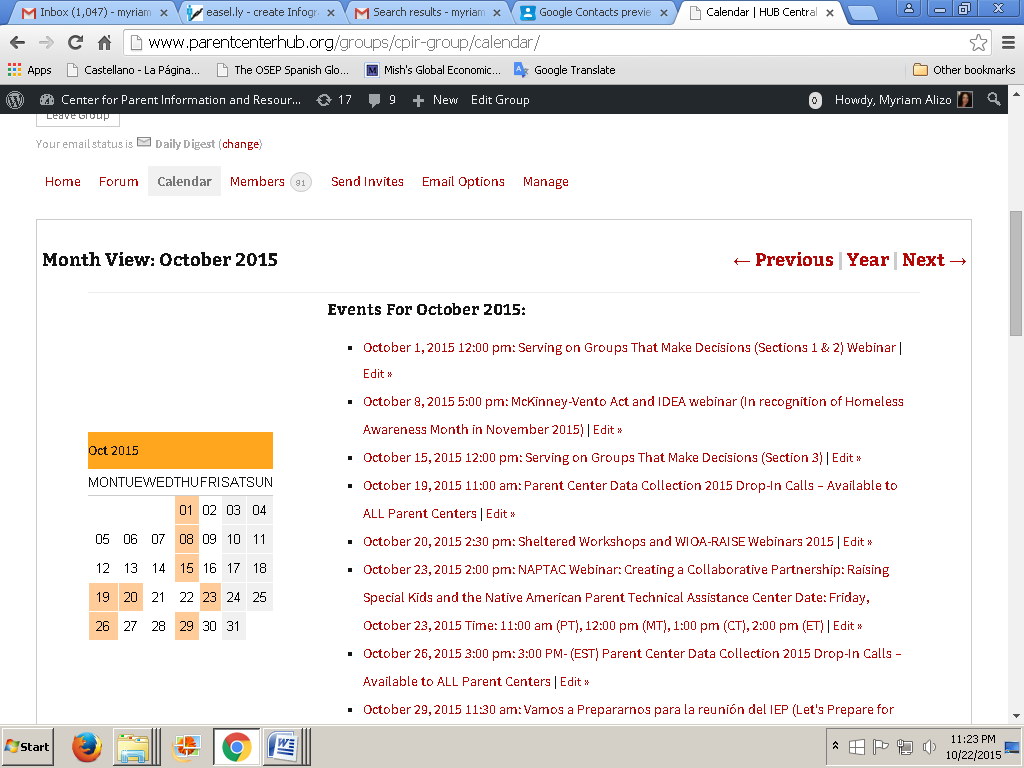 Inbox (1,047) - myriam
easel.ly - create Infogr
Search results - myriam
Google Contacts previe
Calendar | HUB Central
www.parentcenterhub.org/groups/cpir-group/calendar/
Apps
Castellano - La Página...
The OSEP Spanish Glo...
Mish's Global Economic...
Google Translate
Other bookmarks
Center for Parent Information and Resour...
17
9
New
Edit Group
0
Howdy, Myriam Alizo
Leave Group
Your email status is Daily Digest (change)
Home
Forum
Calendar
Members 91
Send Invites
Email Options
Manage
Month View: October 2015
← Previous | Year | Next →
Events For October 2015:
October 1, 2015 12:00 pm: Serving on Groups That Make Decisions (Sections 1 & 2) Webinar |
Edit »
October 8, 2015 5:00 pm: McKinney-Vento Act and IDEA webinar (In recognition of Homeless
Awareness Month in November 2015) | Edit »
October 15, 2015 12:00 pm: Serving on Groups That Make Decisions (Section 3) | Edit »
October 19, 2015 11:00 am: Parent Center Data Collection 2015 Drop-In Calls – Available to
ALL Parent Centers | Edit »
October 20, 2015 2:30 pm: Sheltered Workshops and WIOA-RAISE Webinars 2015 | Edit »
October 23, 2015 2:00 pm: NAPTAC Webinar: Creating a Collaborative Partnership: Raising
Special Kids and the Native American Parent Technical Assistance Center Date: Friday,
October 23, 2015 Time: 11:00 am (PT), 12:00 pm (MT), 1:00 pm (CT), 2:00 pm (ET) | Edit »
October 26, 2015 3:00 pm: 3:00 PM- (EST) Parent Center Data Collection 2015 Drop-In Calls –
Available to ALL Parent Centers | Edit »
October 29, 2015 11:30 am: Vamos a Prepararnos para la reunión del IEP (Let's Prepare for
Oct 2015
MON TUE WED THU FRI SAT SUN
01 02 03 04
05 06 07 08 09 10 11
12 13 14 15 16 17 18
19 20 21 22 23 24 25
26 27 28 29 30 31
Start
11:23 PM
10/22/2015